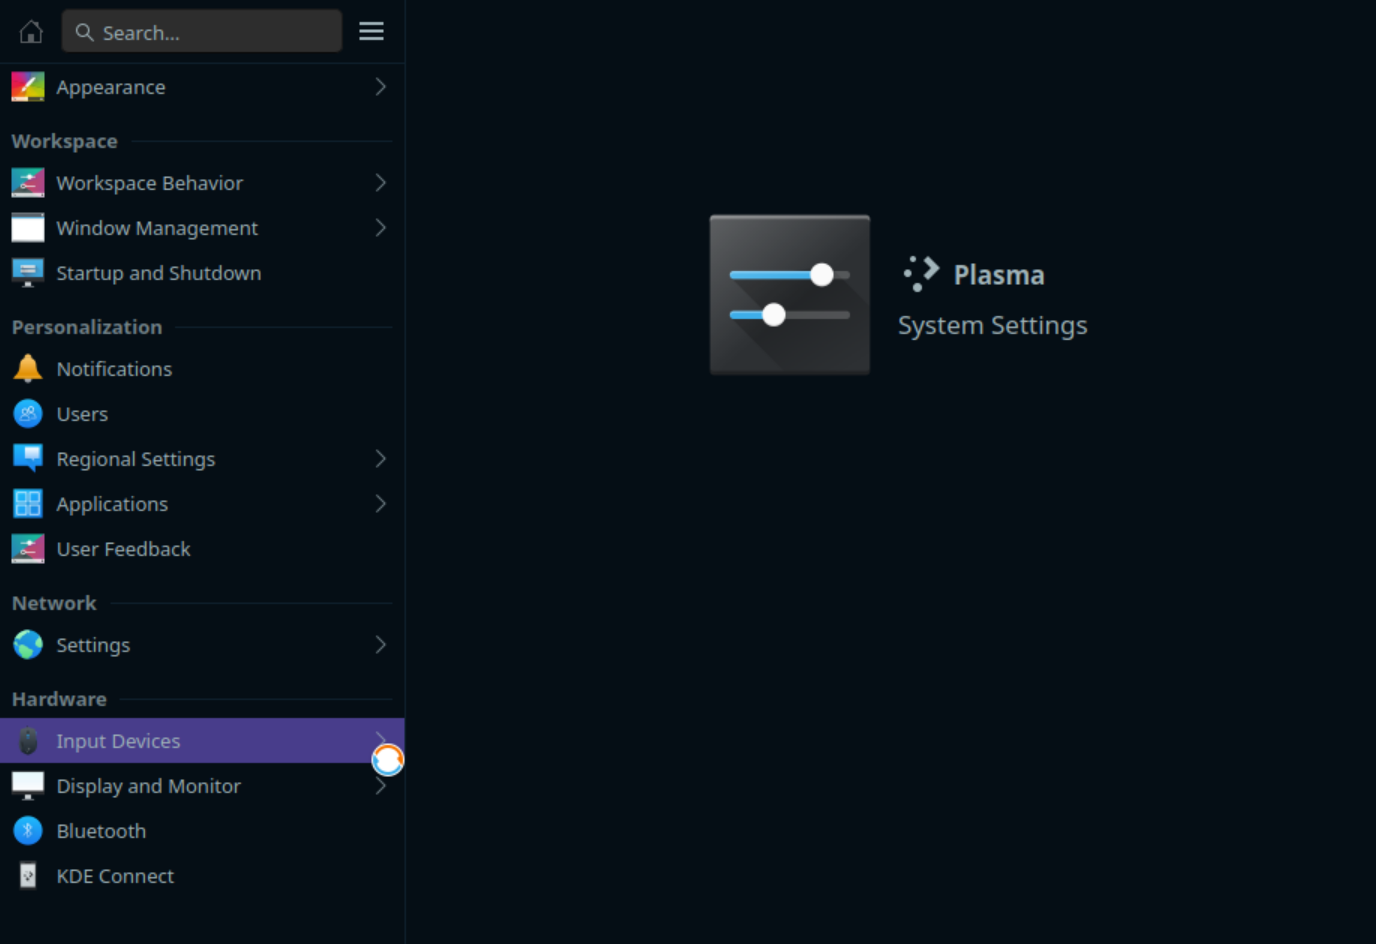 Search...
Appearance
Workspace
Workspace Behavior
Window Management
Startup and Shutdown
Personalization
Notifications
Users
Regional Settings
Applications
User Feedback
Network
Settings
Hardware
Input Devices
Display and Monitor
Bluetooth
KDE Connect
Plasma
System Settings